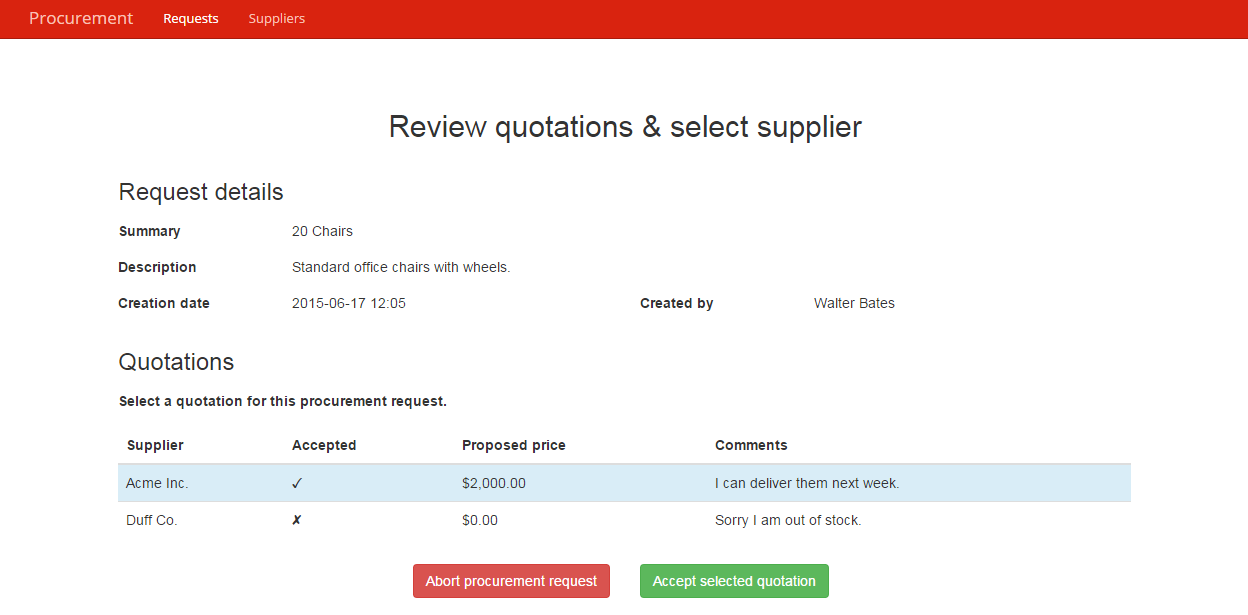 Procurement Requests Suppliers
Review quotations & select supplier
Request details
Summary 20 Chairs
Description Standard office chairs with wheels.
Creation date 2015-06-17 12:05 Created by Walter Bates
Quotations
Select a quotation for this procurement request.
Supplier Accepted Proposed price Comments
Acme Inc. ✓ $2,000.00 I can deliver them next week.
Duff Co. ✗ $0.00 Sorry I am out of stock.
Abort procurement request Accept selected quotation